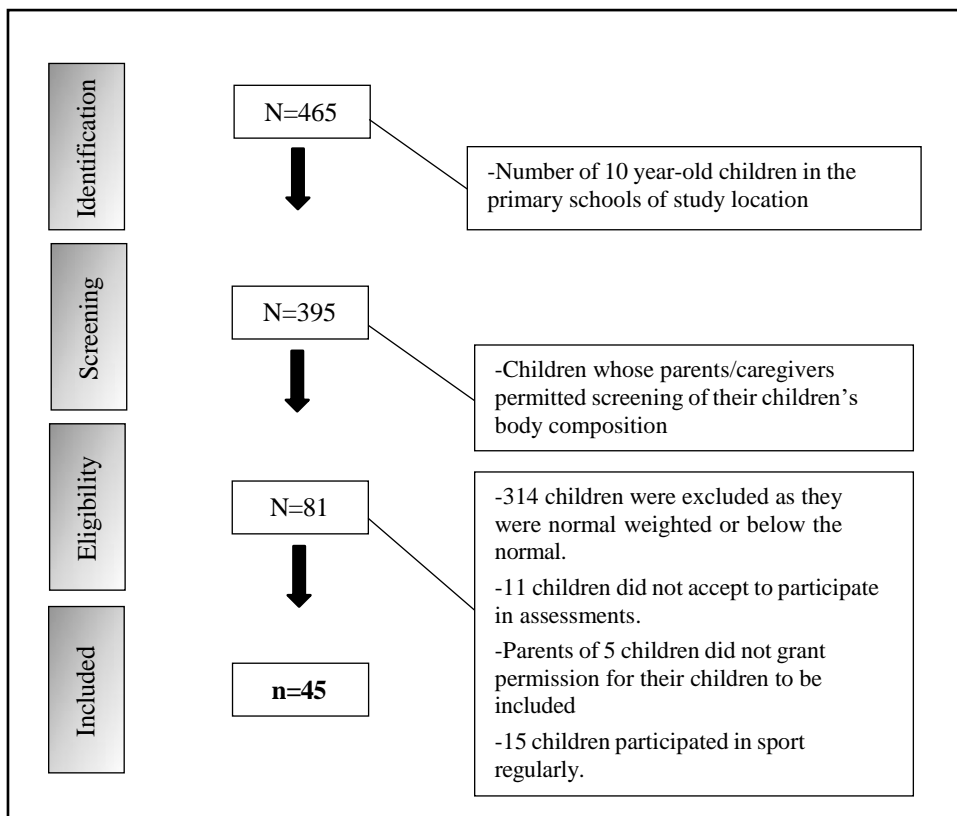 Identification
N=465
-Number of 10 year-old children in the
primary schools of study location
Screening
N=395
-Children whose parents/caregivers
permitted screening of their children’s
body composition
Eligibility
N=81
-314 children were excluded as they
were normal weighted or below the
normal.
-11 children did not accept to participate
in assessments.
-Parents of 5 children did not grant
permission for their children to be
included
-15 children participated in sport
regularly.
Included
n=45